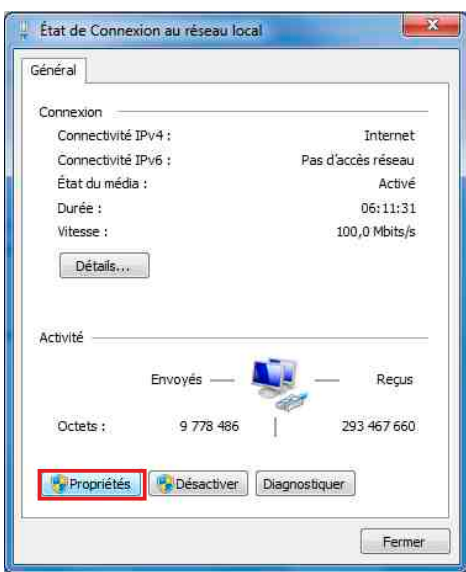 État de Connexion au réseau local
Général
Connexion
Connectivité IPv4 : Internet
Connectivité IPv6 : Pas d'accès réseau
État du média : Activé
Durée : 06:11:31
Vitesse : 100,0 Mbits/s
Détails...
Activité
Envoyés — — Reçus
Octets : 9 778 486 | 293 467 660
Propriétés Désactiver Diagnostiquer
Fermer